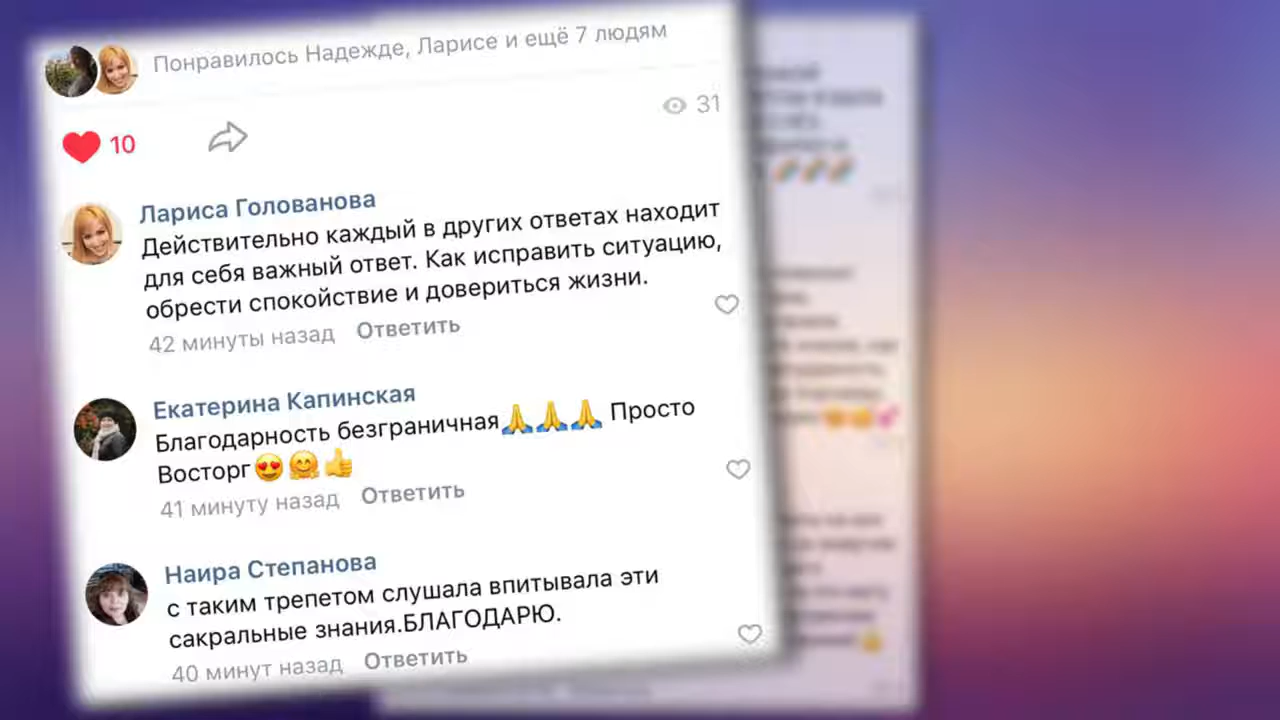 Понравилось Надежде, Ларисе и ещё 7 людям
10
31
Лариса Голованова
Действительно каждый в других ответах находит
для себя важный ответ. Как исправить ситуацию,
обрести спокойствие и довериться жизни.
42 минуты назад Ответить
Екатерина Капинская
Благодарность безграничная🙏🙏🙏 Просто
Восторг😍🤗👍
41 минуту назад Ответить
Наира Степанова
с таким трепетом слушала впитывала эти
сакральные знания.БЛАГОДАРЮ.
40 минут назад Ответить